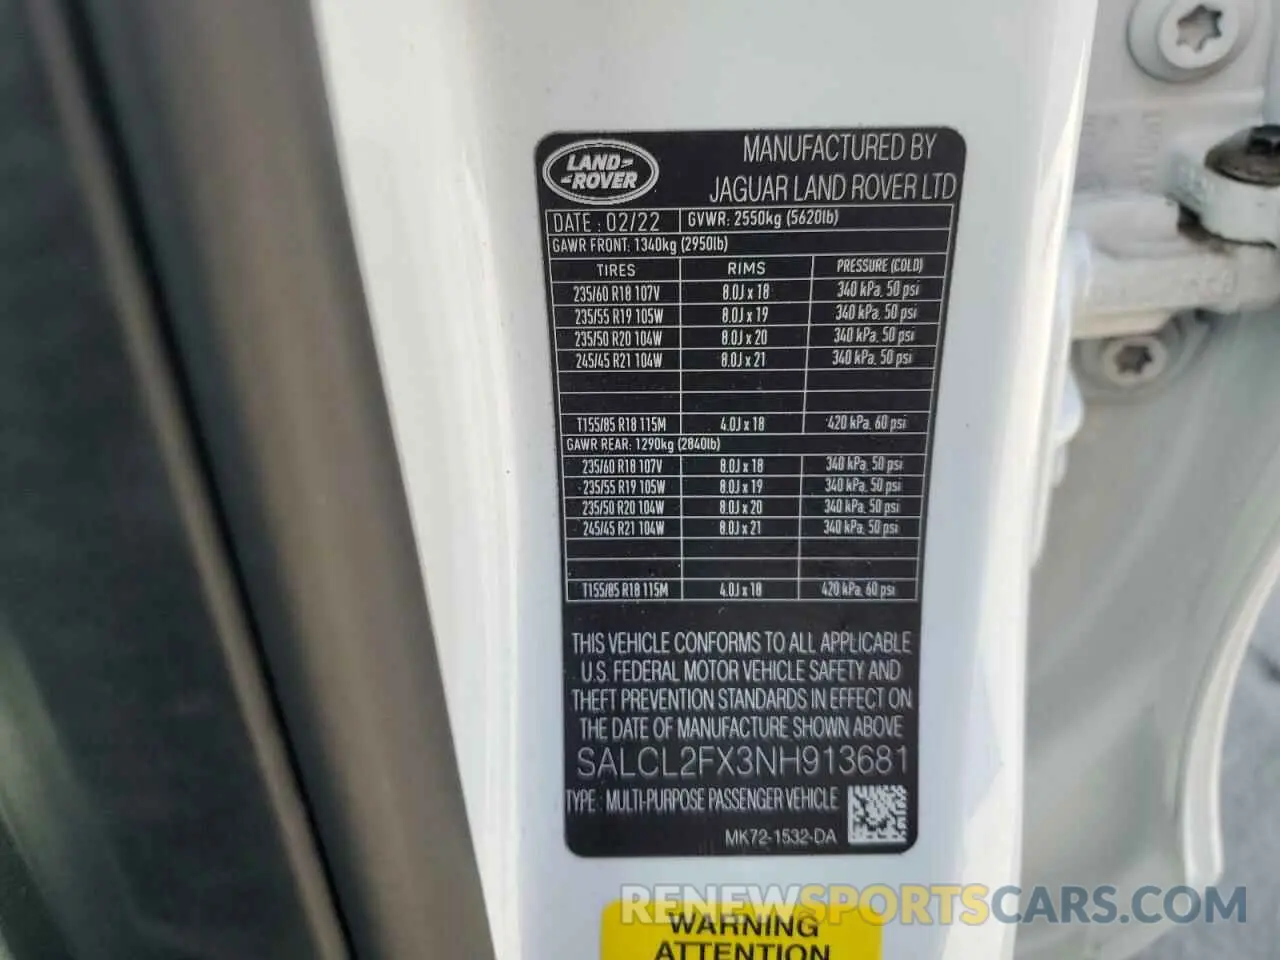 LAND-
-ROVER
MANUFACTURED BY
JAGUAR LAND ROVER LTD
DATE : 02/22 GVWR: 2550kg (5620lb)
GAWR FRONT: 1340kg (2950lb)
TIRES RIMS PRESSURE (COLD)
235/60 R18 107V 8.0J x 18 340 kPa, 50 psi
235/55 R19 105W 8.0J x 19 340 kPa, 50 psi
235/50 R20 104W 8.0J x 20 340 kPa, 50 psi
245/45 R21 104W 8.0J x 21 340 kPa, 50 psi
T155/85 R18 115M 4.0J x 18 420 kPa, 60 psi
GAWR REAR: 1290kg (2840lb)
235/60 R18 107V 8.0J x 18 340 kPa, 50 psi
235/55 R19 105W 8.0J x 19 340 kPa, 50 psi
235/50 R20 104W 8.0J x 20 340 kPa, 50 psi
245/45 R21 104W 8.0J x 21 340 kPa, 50 psi
T155/85 R18 115M 4.0J x 18 420 kPa, 60 psi
THIS VEHICLE CONFORMS TO ALL APPLICABLE
U.S. FEDERAL MOTOR VEHICLE SAFETY AND
THEFT PREVENTION STANDARDS IN EFFECT ON
THE DATE OF MANUFACTURE SHOWN ABOVE
SALCL2FX3NH913681
TYPE : MULTI-PURPOSE PASSENGER VEHICLE
MK72-1532-DA
RENEWSPORTSCARS.COM
WARNING
ATTENTION